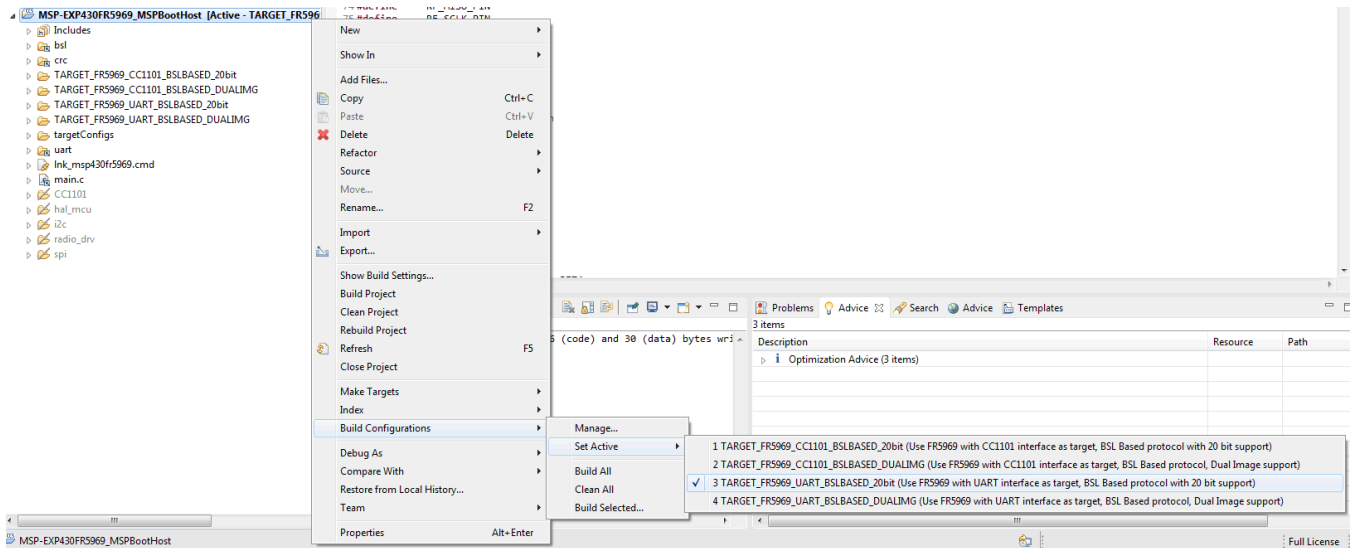 MSP-EXP430FR5969_MSPBootHost [Active - TARGET_FR596
Includes
bsl
crc
TARGET_FR5969_CC1101_BSLBASED_20bit
TARGET_FR5969_CC1101_BSLBASED_DUALIMG
TARGET_FR5969_UART_BSLBASED_20bit
TARGET_FR5969_UART_BSLBASED_DUALIMG
targetConfigs
uart
lnk_msp430fr5969.cmd
main.c
CC1101
hal_mcu
i2c
radio_drv
spi
75 #define RF_SCLK_PIN
New
Show In
Add Files...
Copy Ctrl+C
Paste Ctrl+V
Delete Delete
Refactor
Source
Move...
Rename... F2
Import
Export...
Show Build Settings...
Build Project
Clean Project
Rebuild Project
Refresh F5
Close Project
Make Targets
Index
Build Configurations
Debug As
Compare With
Restore from Local History...
Team
Properties Alt+Enter
Manage...
Set Active
Build All
Clean All
Build Selected...
1 TARGET_FR5969_CC1101_BSLBASED_20bit (Use FR5969 with CC1101 interface as target, BSL Based protocol with 20 bit support)
2 TARGET_FR5969_CC1101_BSLBASED_DUALIMG (Use FR5969 with CC1101 interface as target, BSL Based protocol, Dual Image support)
3 TARGET_FR5969_UART_BSLBASED_20bit (Use FR5969 with UART interface as target, BSL Based protocol with 20 bit support)
4 TARGET_FR5969_UART_BSLBASED_DUALIMG (Use FR5969 with UART interface as target, BSL Based protocol, Dual Image support)
(code) and 30 (data) bytes wri
Problems Advice Search Advice Templates
3 items
Description Resource Path
Optimization Advice (3 items)
MSP-EXP430FR5969_MSPBootHost
Full License